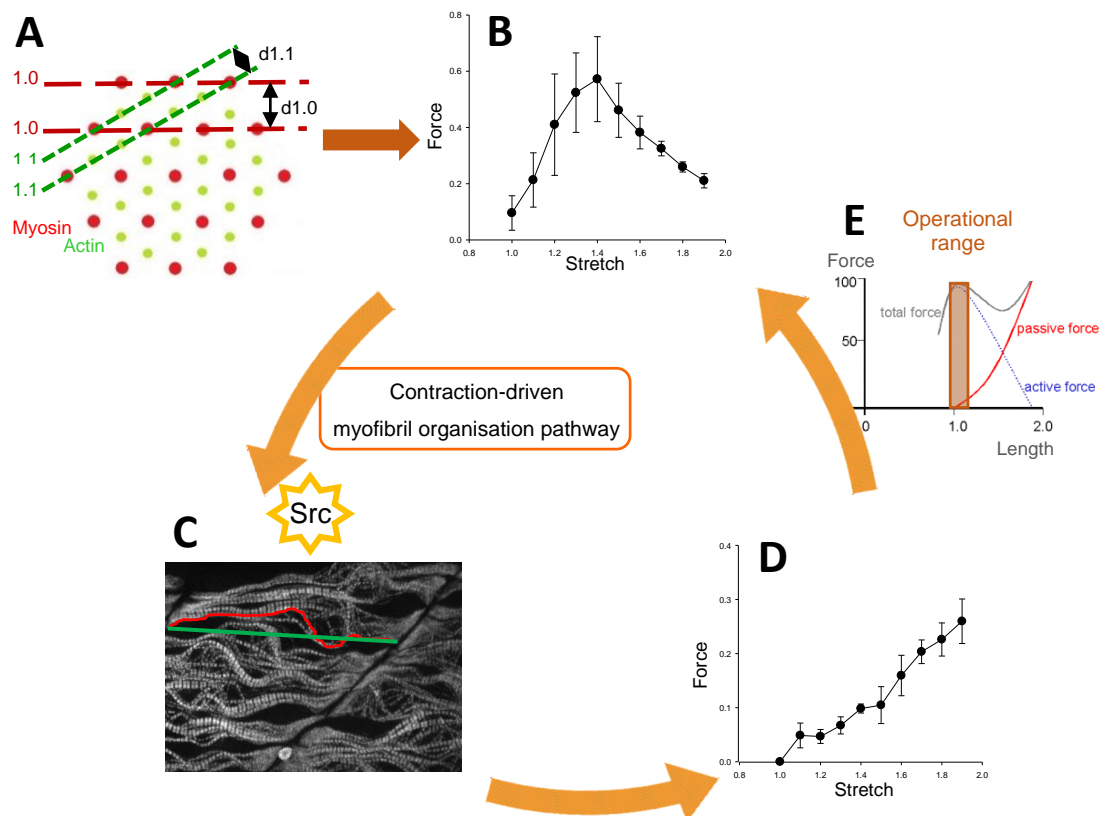 A
d1.1
1.0
d1.0
1.0
1 1
1.1
Myosin
Actin
B
Force
0.8
0.6
0.4
0.2
0.0
0.8 1.0 1.2 1.4 1.6 1.8 2.0
Stretch
E
Operational
range
Force
100
total force
50
passive force
active force
0
1.0
2.0
Length
Contraction-driven
myofibril organisation pathway
Src
C
D
Force
0.4
0.3
0.2
0.1
0.0
0.8 1.0 1.2 1.4 1.6 1.8 2.0
Stretch